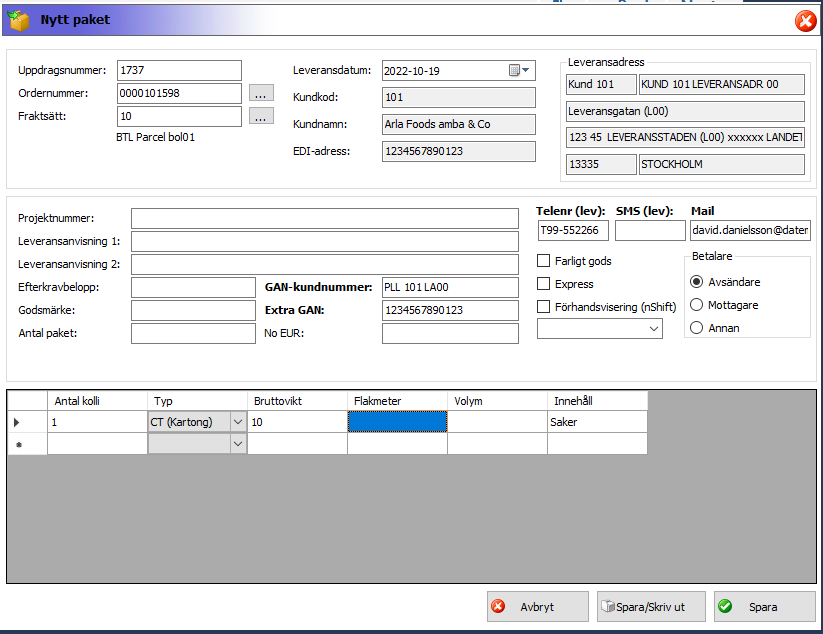 Nytt paket
Uppdragsnummer: 1737
Ordernummer: 0000101598 ...
Fraktsätt: 10 ...
BTL Parcel bol01
Leveransdatum: 2022-10-19
Kundkod: 101
Kundnamn: Arla Foods amba & Co
EDI-adress: 1234567890123
Leveransadress
Kund 101 KUND 101 LEVERANSADR 00
Leveransgatan (L00)
123 45 LEVERANSSTADEN (L00) xxxxxx LANDET
13335 STOCKHOLM
Projektnummer:
Leveransanvisning 1:
Leveransanvisning 2:
Efterkravbelopp: GAN-kundnummer: PLL 101 LA00
Godsmärke: Extra GAN: 1234567890123
Antal paket: No EUR:
Telenr (lev): SMS (lev): Mail
T99-552266 david.danielsson@dater
Farligt gods
Express
Förhandsvisering (nShift)
Betalare
Avsändare
Mottagare
Annan
Antal kolli Typ Bruttovikt Flakmeter Volym Innehåll
1 CT (Kartong) 10 Saker
Avbryt Spara/Skriv ut Spara